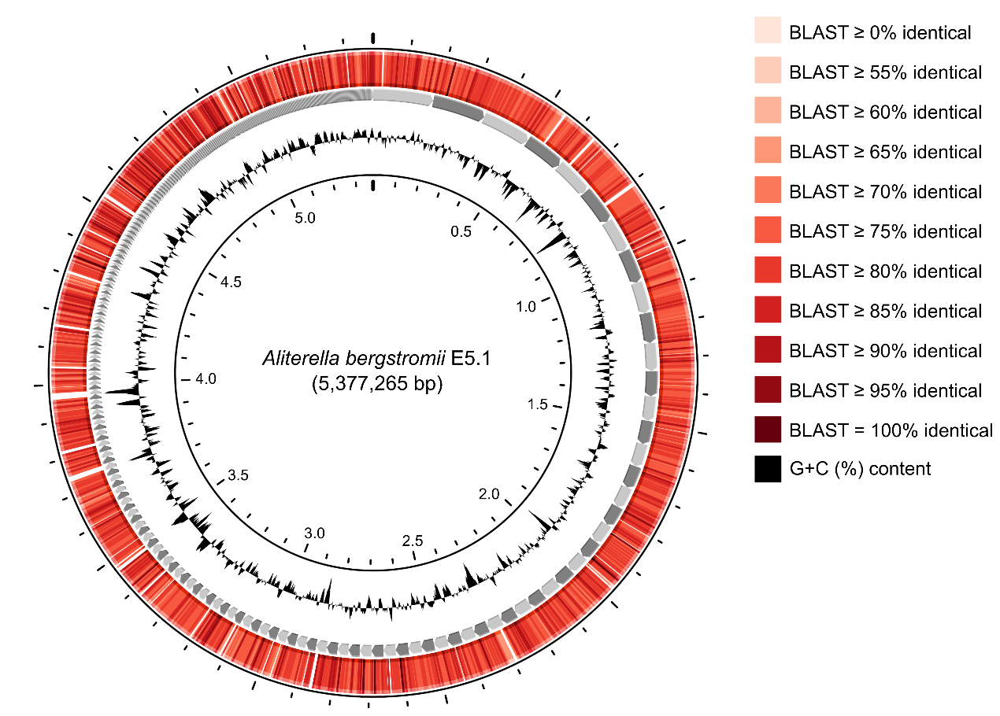 BLAST ≥ 0% identical
BLAST ≥ 55% identical
BLAST ≥ 60% identical
BLAST ≥ 65% identical
BLAST ≥ 70% identical
BLAST ≥ 75% identical
BLAST ≥ 80% identical
BLAST ≥ 85% identical
BLAST ≥ 90% identical
BLAST ≥ 95% identical
BLAST = 100% identical
G+C (%) content
5.0
0.5
4.5
1.0
Aliterella bergstromii E5.1
(5,377,265 bp)
4.0
1.5
3.5
2.0
3.0
2.5